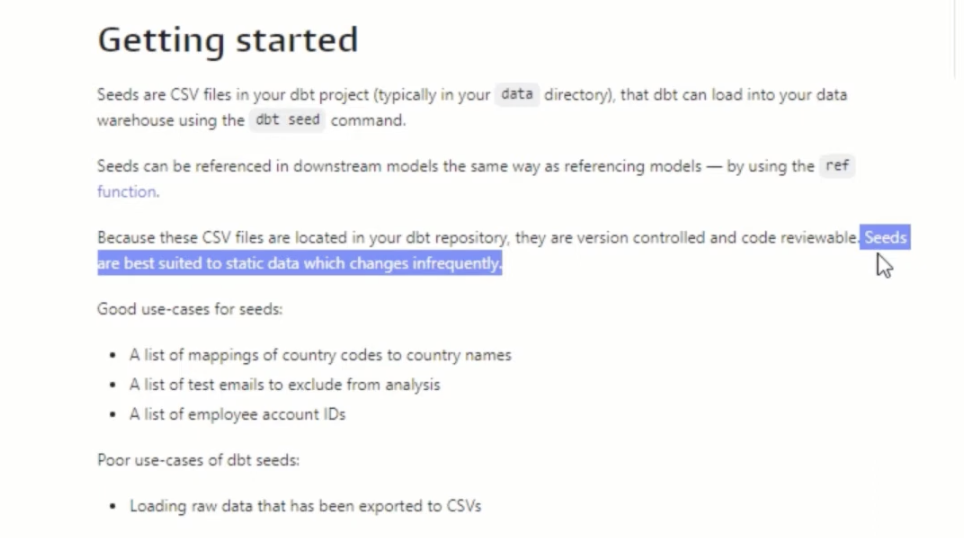 Getting started
Seeds are CSV files in your dbt project (typically in your data directory), that dbt can load into your data
warehouse using the dbt seed command.
Seeds can be referenced in downstream models the same way as referencing models — by using the ref
function.
Because these CSV files are located in your dbt repository, they are version controlled and code reviewable. Seeds
are best suited to static data which changes infrequently.
Good use-cases for seeds:
• A list of mappings of country codes to country names
• A list of test emails to exclude from analysis
• A list of employee account IDs
Poor use-cases of dbt seeds:
• Loading raw data that has been exported to CSVs